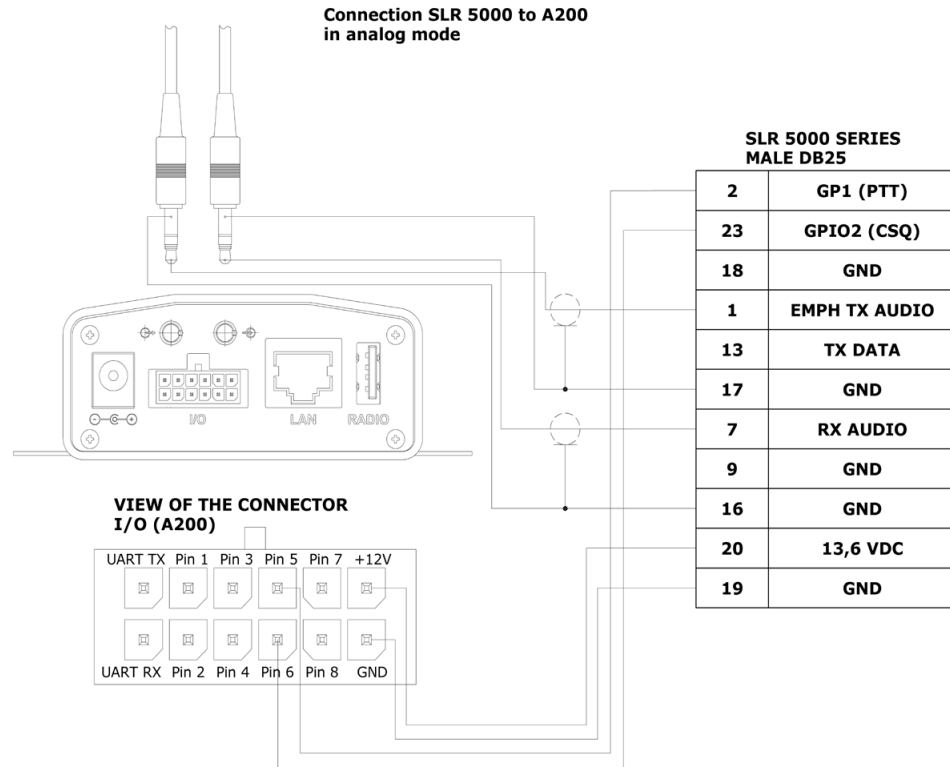 Connection SLR 5000 to A200
in analog mode
SLR 5000 SERIES
MALE DB25
2 GP1 (PTT)
23 GPIO2 (CSQ)
18 GND
1 EMPH TX AUDIO
13 TX DATA
17 GND
7 RX AUDIO
9 GND
16 GND
20 13,6 VDC
19 GND
I/O LAN RADIO
VIEW OF THE CONNECTOR
I/O (A200)
UART TX Pin 1 Pin 3 Pin 5 Pin 7 +12V
UART RX Pin 2 Pin 4 Pin 6 Pin 8 GND